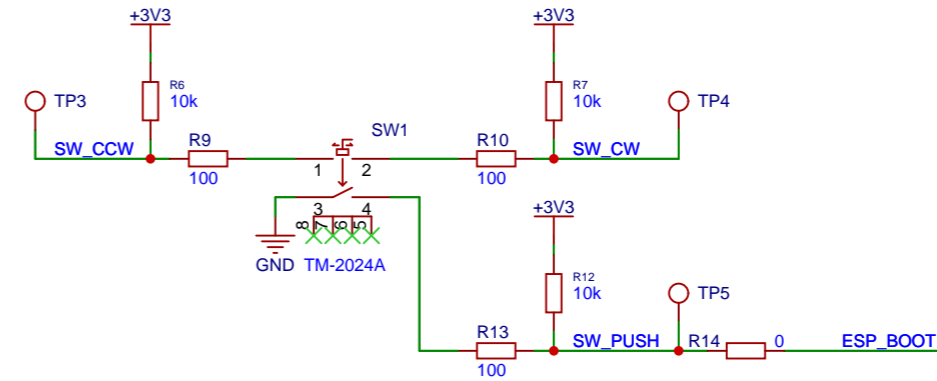 +3V3
+3V3
R6
10k
R7
10k
TP3
TP4
SW1
R9
R10
SW_CCW
SW_CW
1
2
100
100
3
4
8
7
6
5
+3V3
GND
TM-2024A
R12
10k
TP5
R13
SW_PUSH
R14
0
ESP_BOOT
100